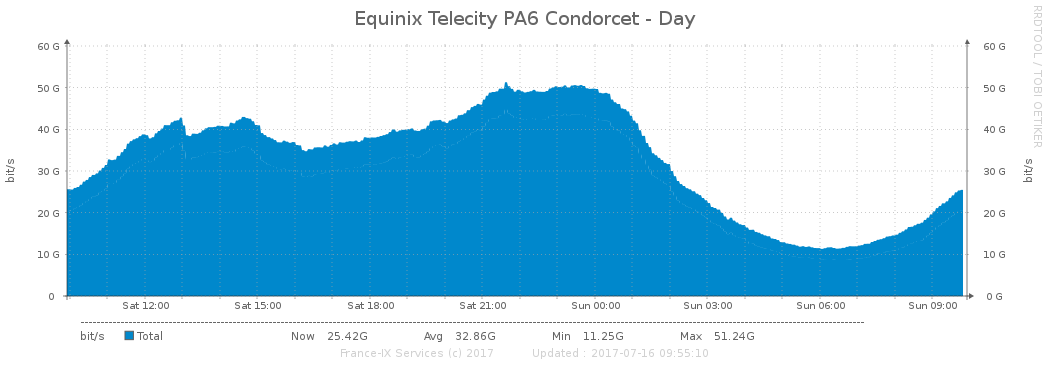 Equinix Telecity PA6 Condorcet - Day
RRDTOOL / TOBI OETIKER
60 G 60 G
50 G 50 G
40 G 40 G
30 G 30 G
20 G 20 G
10 G 10 G
0 0 G
bit/s
bit/s
Sat 12:00 Sat 15:00 Sat 18:00 Sat 21:00 Sun 00:00 Sun 03:00 Sun 06:00 Sun 09:00
bit/s Total Now 25.42G Avg 32.86G Min 11.25G Max 51.24G
France-IX Services (c) 2017 Updated : 2017-07-16 09:55:10